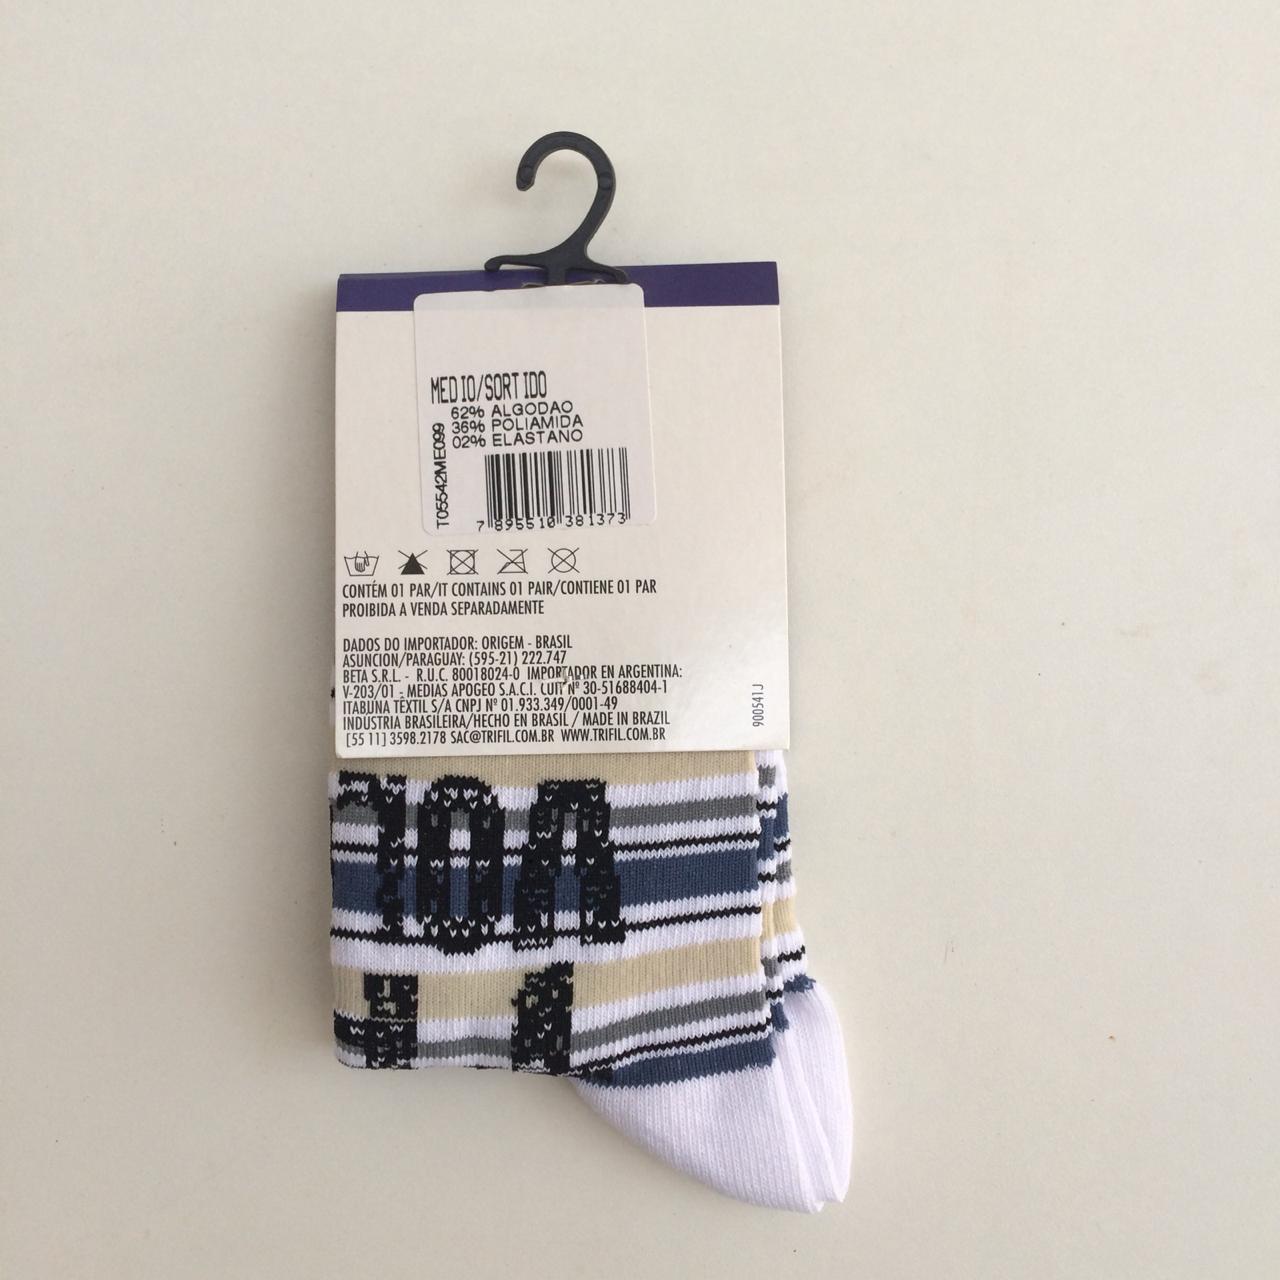 MEDIO/SORTIDO
62% ALGODAO
36% POLIAMIDA
02% ELASTANO
T05542ME099
7 895510 381373
CONTÉM 01 PAR/IT CONTAINS 01 PAIR/CONTIENE 01 PAR
PROIBIDA A VENDA SEPARADAMENTE
DADOS DO IMPORTADOR: ORIGEM - BRASIL
ASUNCION/PARAGUAY: (595-21) 222.747
BETA S.R.L. - R.U.C. 80018024-0 IMPORTADOR EN ARGENTINA:
V-203/01 - MEDIAS APOGEO S.A.C.I. CUIT Nº 30-51688404-1
ITABUNA TÊXTIL S/A CNPJ Nº 01.933.349/0001-49
INDÚSTRIA BRASILEIRA/HECHO EN BRASIL / MADE IN BRAZIL
[55 11] 3598.2178 SAC@TRIFIL.COM.BR WWW.TRIFIL.COM.BR
900541J